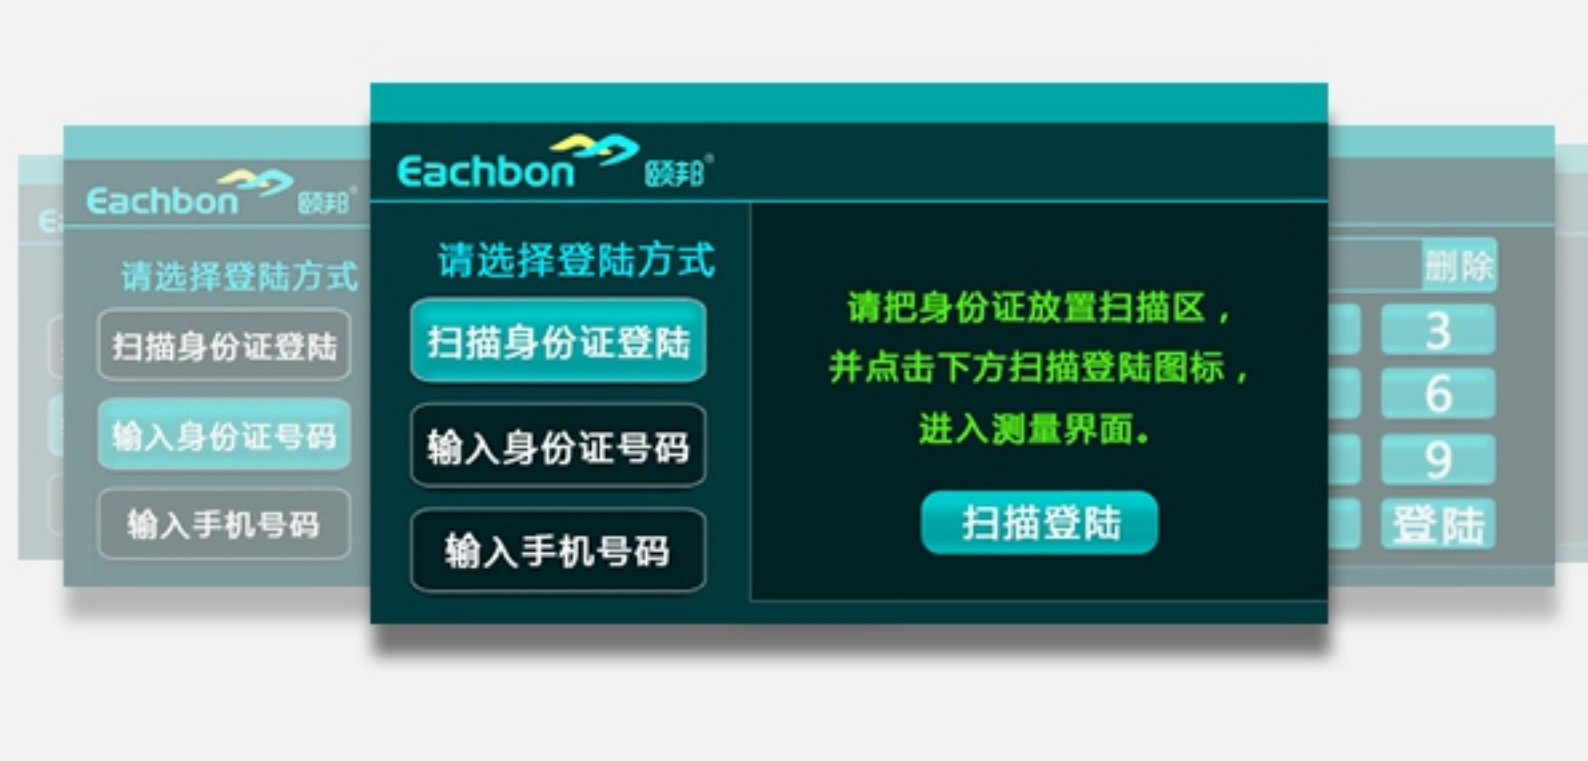 Eachbon 颐邦®
请选择登陆方式
扫描身份证登陆
输入身份证号码
输入手机号码
Eachbon 颐邦®
请选择登陆方式
扫描身份证登陆
输入身份证号码
输入手机号码
请把身份证放置扫描区，
并点击下方扫描登陆图标，
进入测量界面。
扫描登陆
删除
3
6
9
登陆